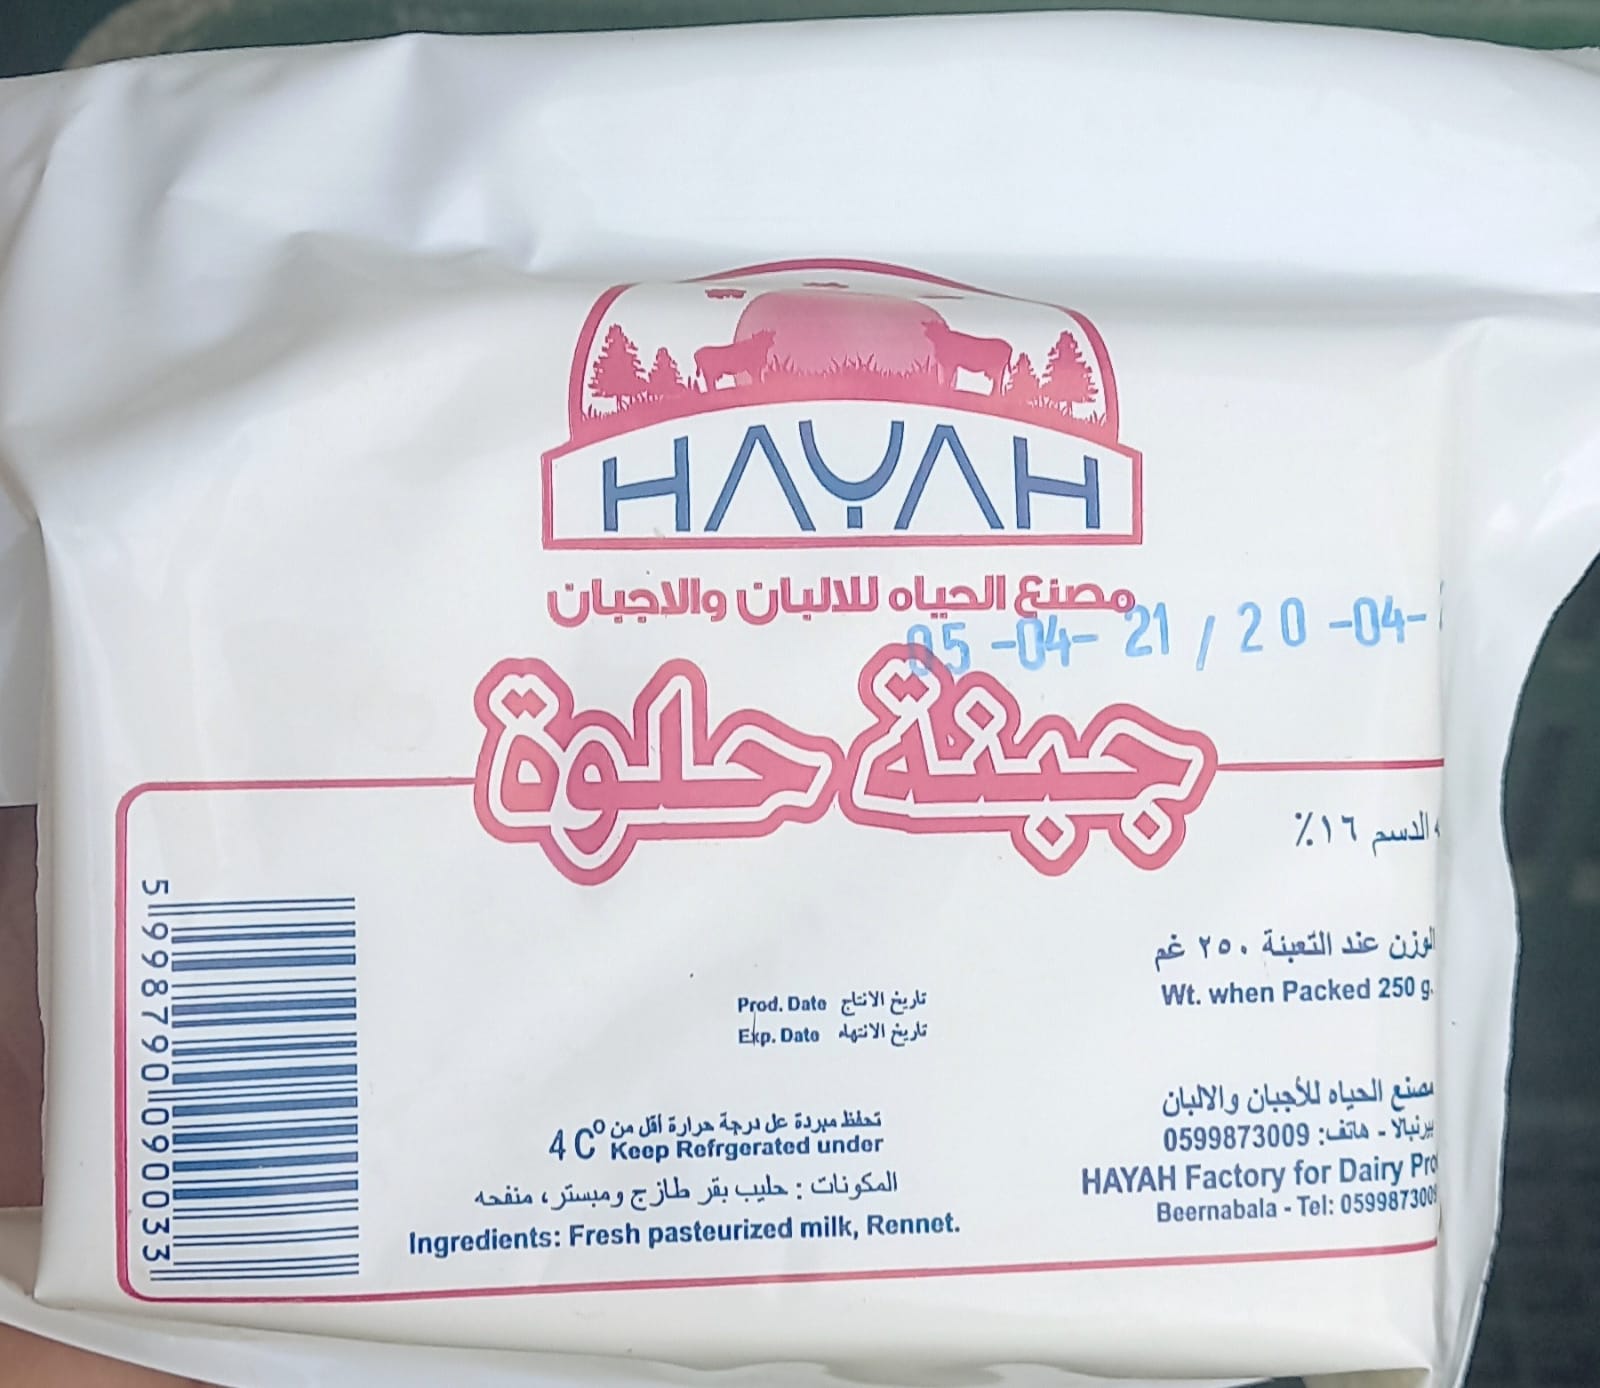 HAYAH
مصنع الحياه للالبان والاجبان
05-04-21 / 20-04-
جبنة حلوة
الدسم ١٦٪
الوزن عند التعبئة ٢٥٠ غم
Wt. when Packed 250 g.
Prod. Date تاريخ الانتاج
Exp. Date تاريخ الانتهاء
مصنع الحياه للأجبان والالبان
بيرنبالا - هاتف: 0599873009
HAYAH Factory for Dairy Pro
Beernabala - Tel: 0599873009
تحفظ مبردة عل درجة حرارة أقل من
4 C° Keep Refrgerated under
المكونات : حليب بقر طازج ومبستر، منفحه
Ingredients: Fresh pasteurized milk, Rennet.
5998790090033